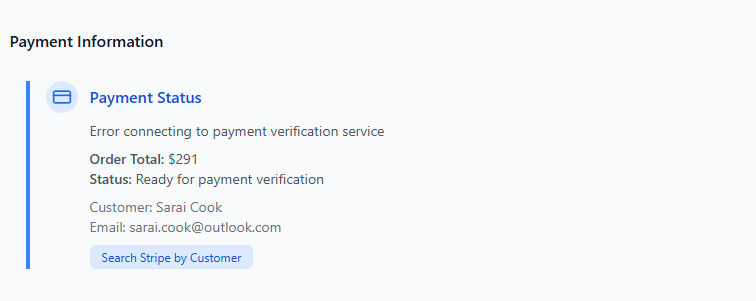 Payment Information
Payment Status
Error connecting to payment verification service
Order Total: $291
Status: Ready for payment verification
Customer: Sarai Cook
Email: sarai.cook@outlook.com
Search Stripe by Customer